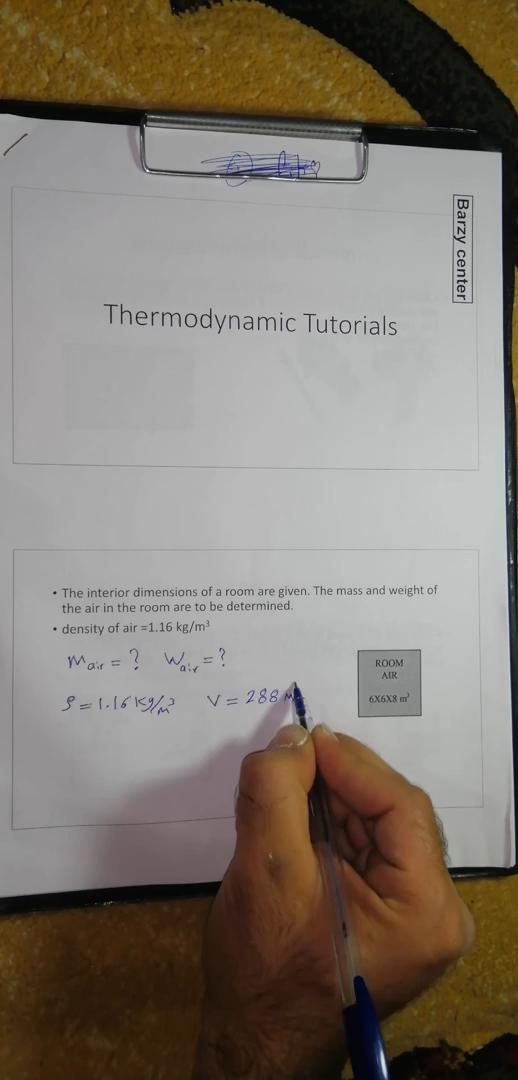 Barzy center
Thermodynamic Tutorials
• The interior dimensions of a room are given. The mass and weight of
the air in the room are to be determined.
• density of air =1.16 kg/m³
mair = ? Wair = ?
ROOM
AIR
6X6X8 m³
ρ = 1.16 kg/m³ V = 288 m